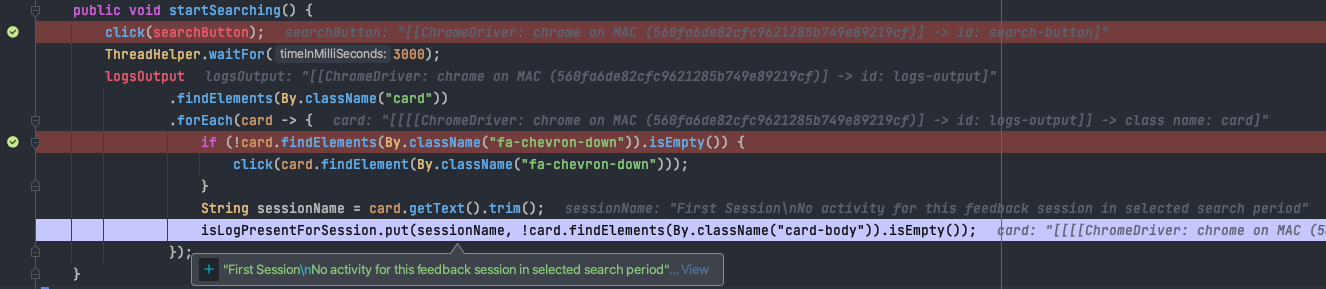 public void startSearching() {
click(searchButton);   searchButton: "[[ChromeDriver: chrome on MAC (560fa6de82cfc9621285b749e89219cf)] -> id: search-button]"
ThreadHelper.waitFor( timeInMilliSeconds: 3000);
logsOutput   logsOutput: "[[ChromeDriver: chrome on MAC (560fa6de82cfc9621285b749e89219cf)] -> id: logs-output]"
.findElements(By.className("card"))
.forEach(card -> {   card: "[[[[ChromeDriver: chrome on MAC (560fa6de82cfc9621285b749e89219cf)] -> id: logs-output]] -> class name: card]"
if (!card.findElements(By.className("fa-chevron-down")).isEmpty()) {
click(card.findElement(By.className("fa-chevron-down")));
}
String sessionName = card.getText().trim();   sessionName: "First Session\nNo activity for this feedback session in selected search period"
isLogPresentForSession.put(sessionName, !card.findElements(By.className("card-body")).isEmpty());   card: "[[[[ChromeDriver: chrome on MAC (56
});
+ "First Session\nNo activity for this feedback session in selected search period"... View
}